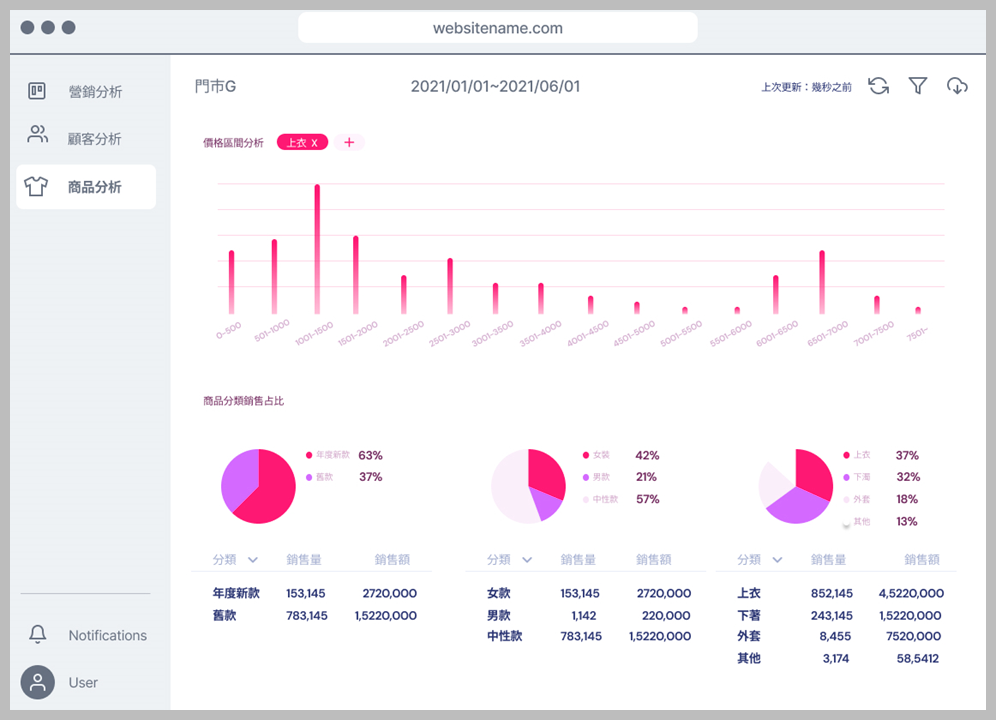 websitename.com
營銷分析
顧客分析
商品分析
Notifications
User
門市G
2021/01/01~2021/06/01
上次更新：幾秒之前
價格區間分析
上衣 X
+
0-500
501-1000
1001-1500
1501-2000
2001-2500
2501-3000
3001-3500
3501-4000
4001-4500
4501-5000
5001-5500
5501-6000
6001-6500
6501-7000
7001-7500
7501-
商品分類銷售占比
年度新款 63%
舊款 37%
女裝 42%
男款 21%
中性款 57%
上衣 37%
下濁 32%
外套 18%
其他 13%
分類 銷售量 銷售額
年度新款 153,145 2720,000
舊款 783,145 1,5220,000
分類 銷售量 銷售額
女款 153,145 2720,000
男款 1,142 220,000
中性款 783,145 1,5220,000
分類 銷售量 銷售額
上衣 852,145 4,5220,000
下著 243,145 1,5220,000
外套 8,455 7520,000
其他 3,174 58,5412